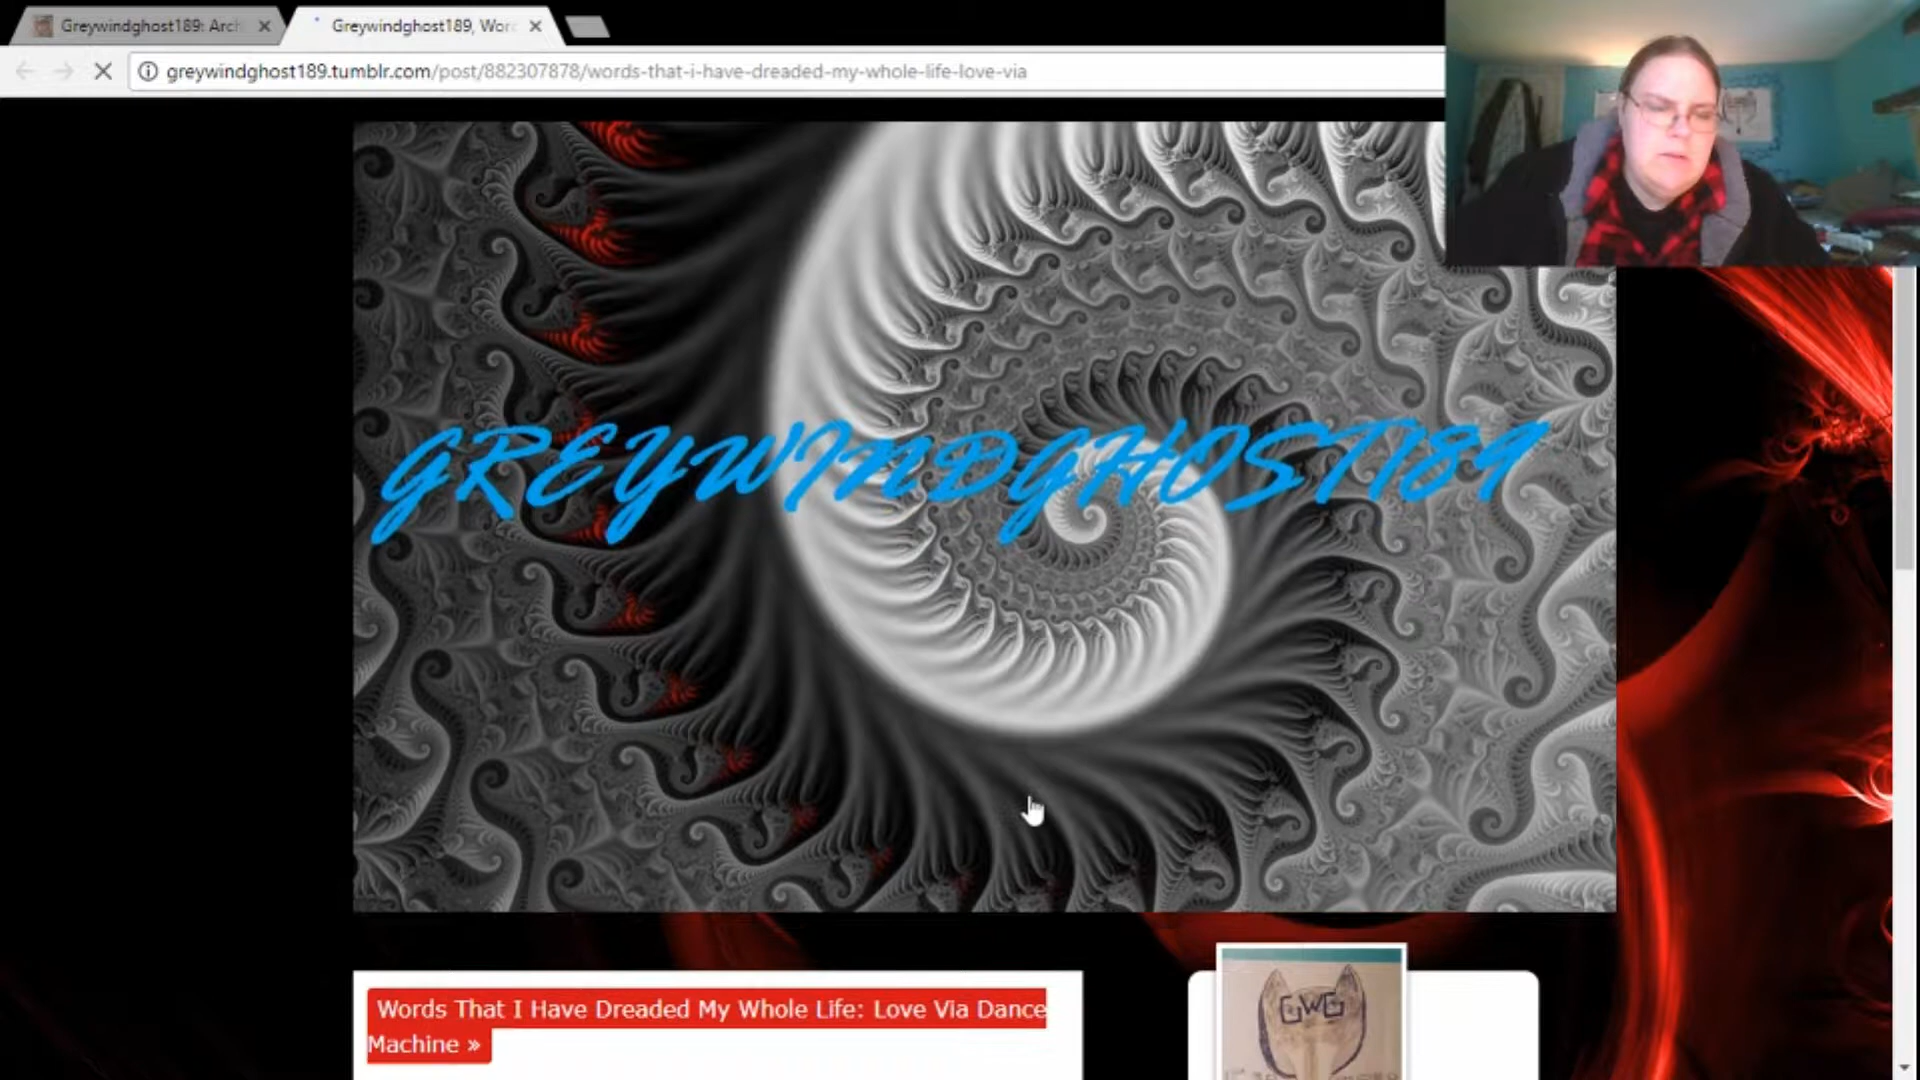 Greywindghost189: Arch
Greywindghost189, Wor
greywindghost189.tumblr.com/post/882307878/words-that-i-have-dreaded-my-whole-life-love-via
GREYWINDGHOST189
Words That I Have Dreaded My Whole Life: Love Via Dance
Machine »
GWG